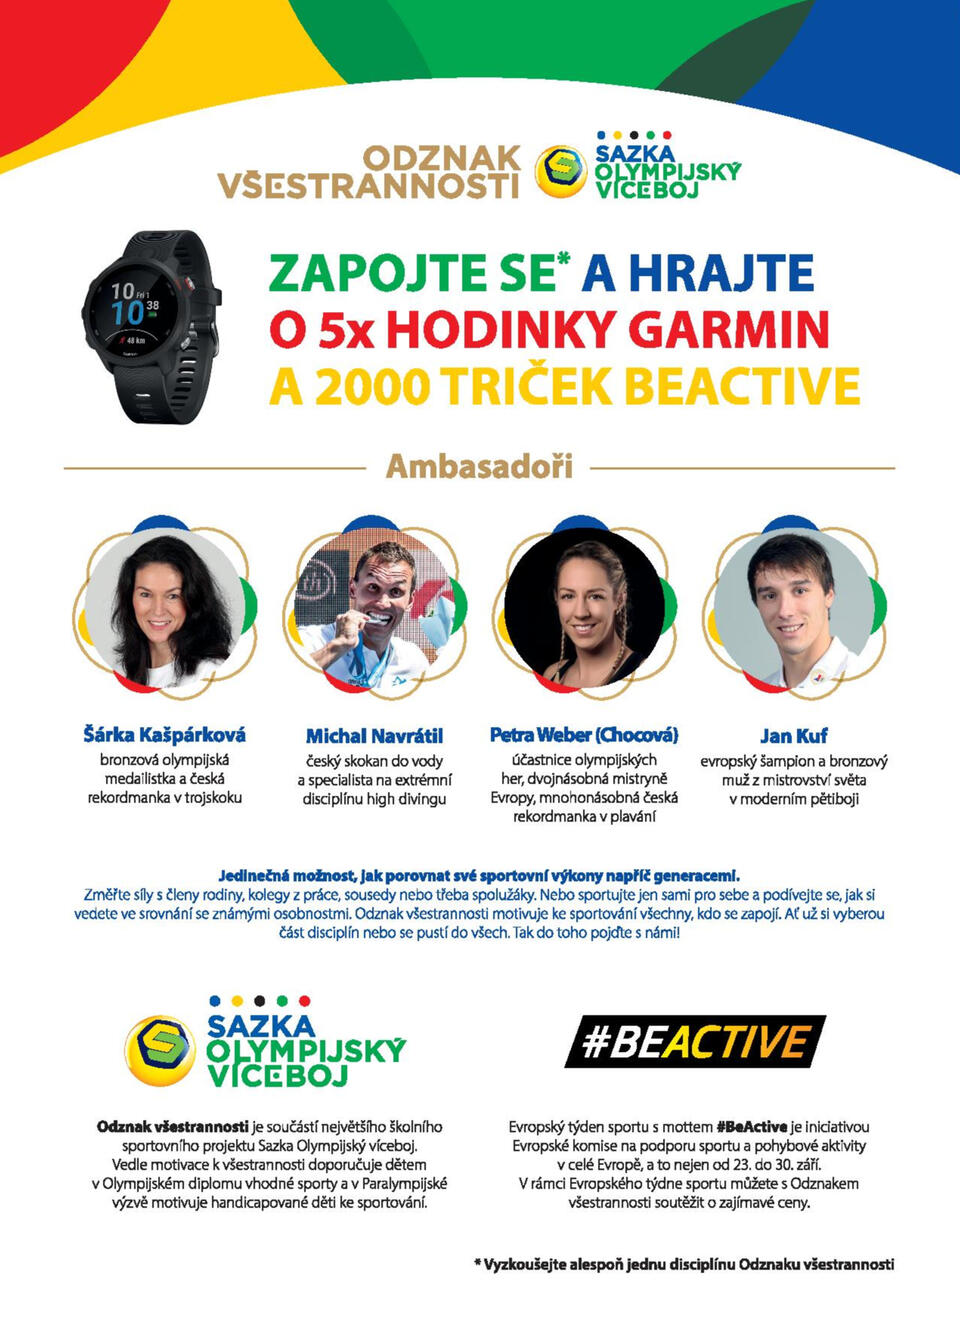 ODZNAK
VŠESTRANNOSTI
SAZKA
OLYMPIJSKÝ
VÍCEBOJ
10 Fri 1
10 38
48 km
GARMIN
ZAPOJTE SE* A HRAJTE
O 5x HODINKY GARMIN
A 2000 TRIČEK BEACTIVE
Ambasadoři
Šárka Kašpárková
bronzová olympijská
medailistka a česká
rekordmanka v trojskoku
Michal Navrátil
český skokan do vody
a specialista na extrémní
disciplínu high divingu
Petra Weber (Chocová)
účastnice olympijských
her, dvojnásobná mistryně
Evropy, mnohonásobná česká
rekordmanka v plavání
Jan Kuf
evropský šampion a bronzový
muž z mistrovství světa
v moderním pětiboji
Jedinečná možnost, jak porovnat své sportovní výkony napříč generacemi.
Změřte síly s členy rodiny, kolegy z práce, sousedy nebo třeba spolužáky. Nebo sportujte jen sami pro sebe a podívejte se, jak si
vedete ve srovnání se známými osobnostmi. Odznak všestrannosti motivuje ke sportování všechny, kdo se zapojí. Ať už si vyberou
část disciplín nebo se pustí do všech. Tak do toho pojďte s námi!
SAZKA
OLYMPIJSKÝ
VÍCEBOJ
#BEACTIVE
Odznak všestrannosti je součástí největšího školního
sportovního projektu Sazka Olympijský víceboj.
Vedle motivace k všestrannosti doporučuje dětem
v Olympijském diplomu vhodné sporty a v Paralympijské
výzvě motivuje handicapované děti ke sportování.
Evropský týden sportu s mottem #BeActive je iniciativou
Evropské komise na podporu sportu a pohybové aktivity
v celé Evropě, a to nejen od 23. do 30. září.
V rámci Evropského týdne sportu můžete s Odznakem
všestrannosti soutěžit o zajímavé ceny.
* Vyzkoušejte alespoň jednu disciplínu Odznaku všestrannosti